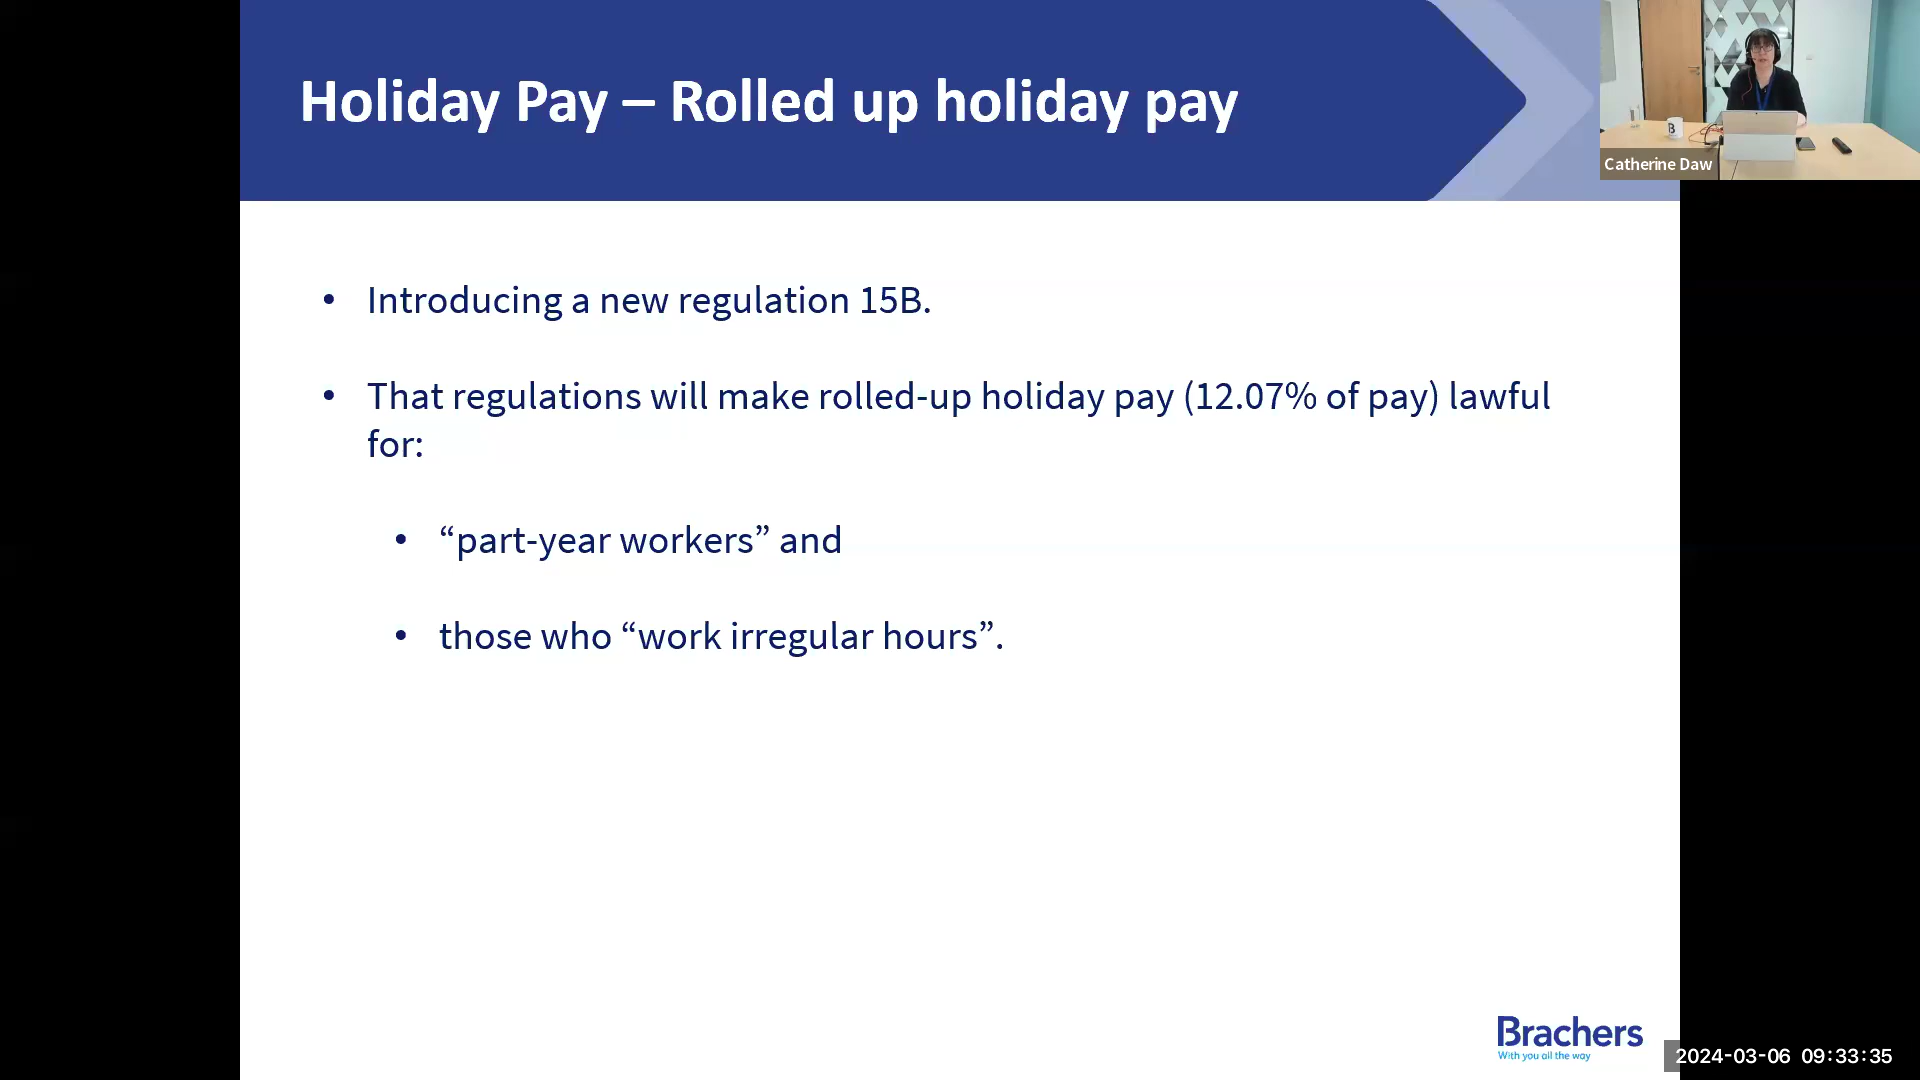 Holiday Pay – Rolled up holiday pay
Catherine Daw
B
• Introducing a new regulation 15B.
• That regulations will make rolled-up holiday pay (12.07% of pay) lawful
for:
• “part-year workers” and
• those who “work irregular hours”.
Brachers
With you all the way
2024-03-06 09:33:35